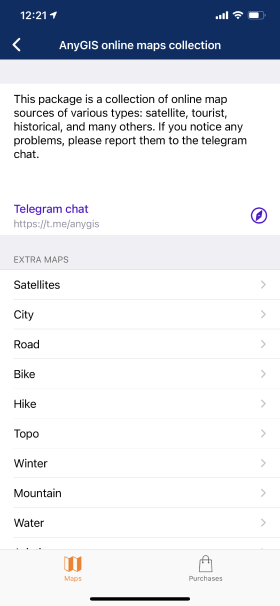 12:21
AnyGIS online maps collection
This package is a collection of online map
sources of various types: satellite, tourist,
historical, and many others. If you notice any
problems, please report them to the telegram
chat.
Telegram chat
https://t.me/anygis
EXTRA MAPS
Satellites
City
Road
Bike
Hike
Topo
Winter
Mountain
Water
Maps
Purchases